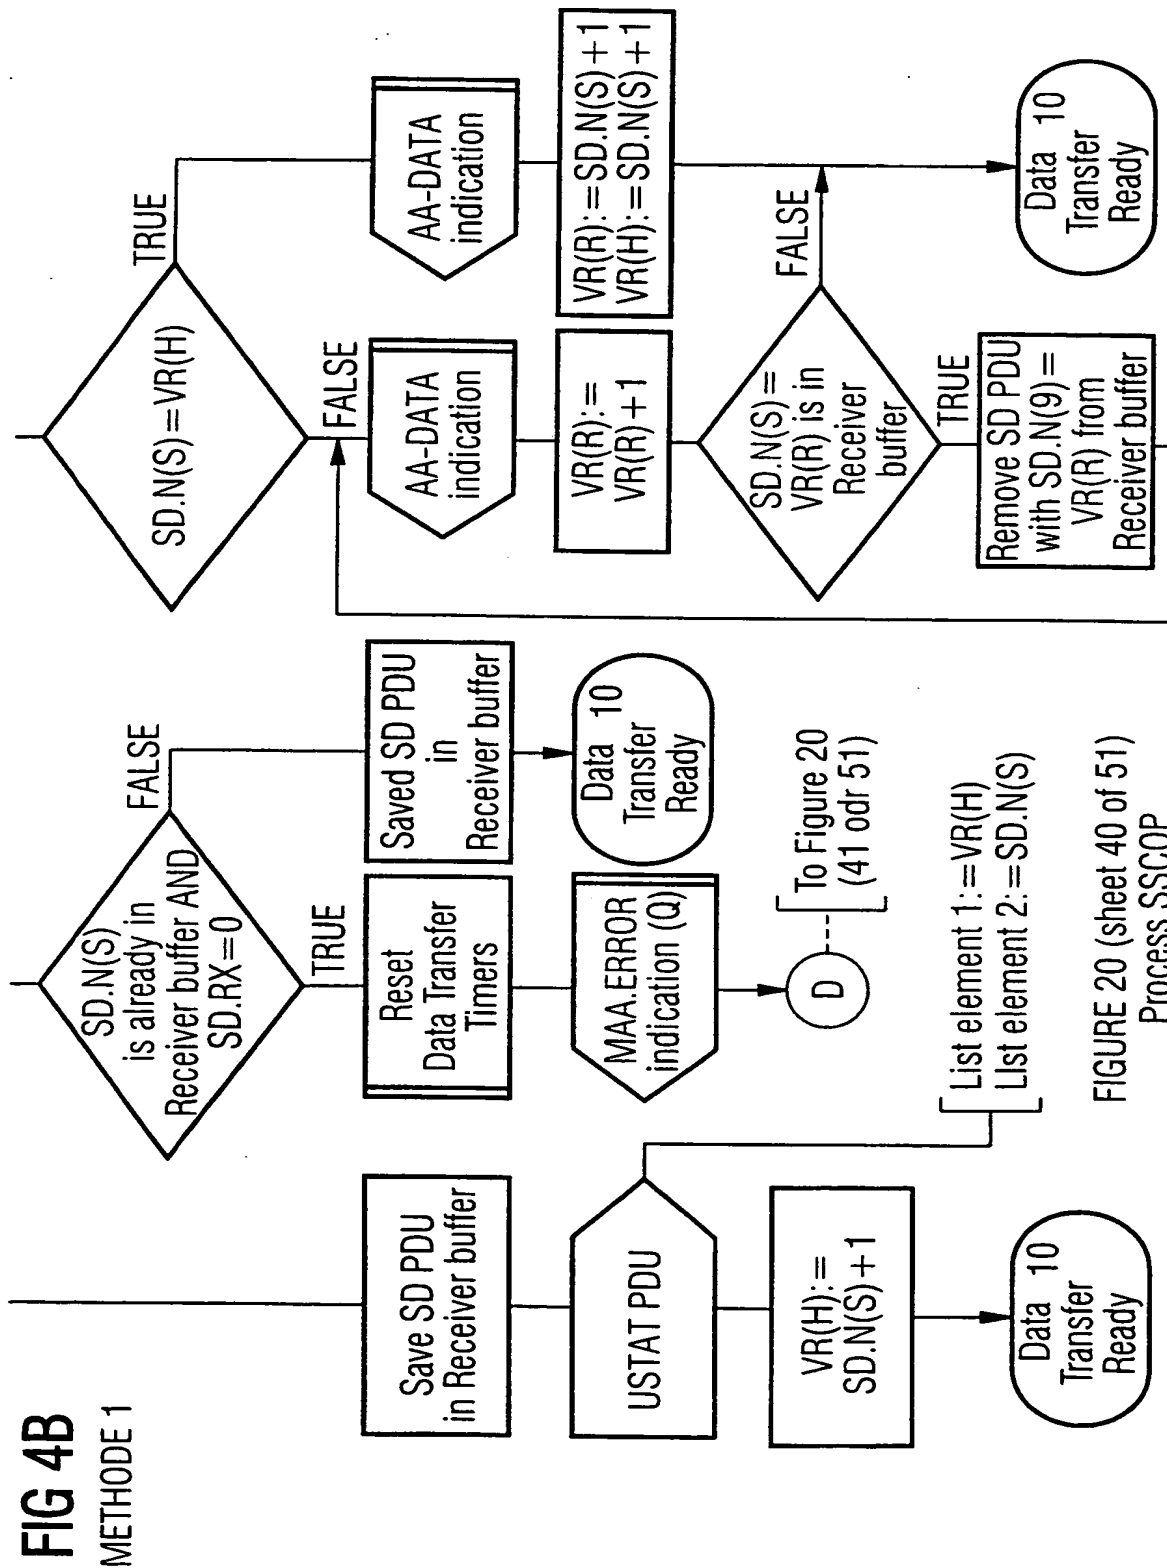 FIG 4B
METHODE 1
Save SD PDU
in Receiver buffer
USTAT PDU
VR(H):=
SD.N(S)+1
Data 10
Transfer
Ready
List element 1:=VR(H)
LIst element 2:=SD.N(S)
SD.N(S)
is already in
Receiver buffer AND
SD.RX=0
TRUE
FALSE
Reset
Data Transfer
Timers
MAA.ERROR
indication (Q)
D
To Figure 20
(41 odr 51)
Saved SD PDU
in
Receiver buffer
Data 10
Transfer
Ready
SD.N(S)=VR(H)
FALSE
TRUE
AA-DATA
indication
VR(R):=
VR(R)+1
SD.N(S)=
VR(R) is in
Receiver
buffer
TRUE
FALSE
Remove SD PDU
with SD.N(9)=
VR(R) from
Receiver buffer
AA-DATA
indication
VR(R):=SD.N(S)+1
VR(H):=SD.N(S)+1
Data 10
Transfer
Ready
FIGURE 20 (sheet 40 of 51)
Process SSCOP